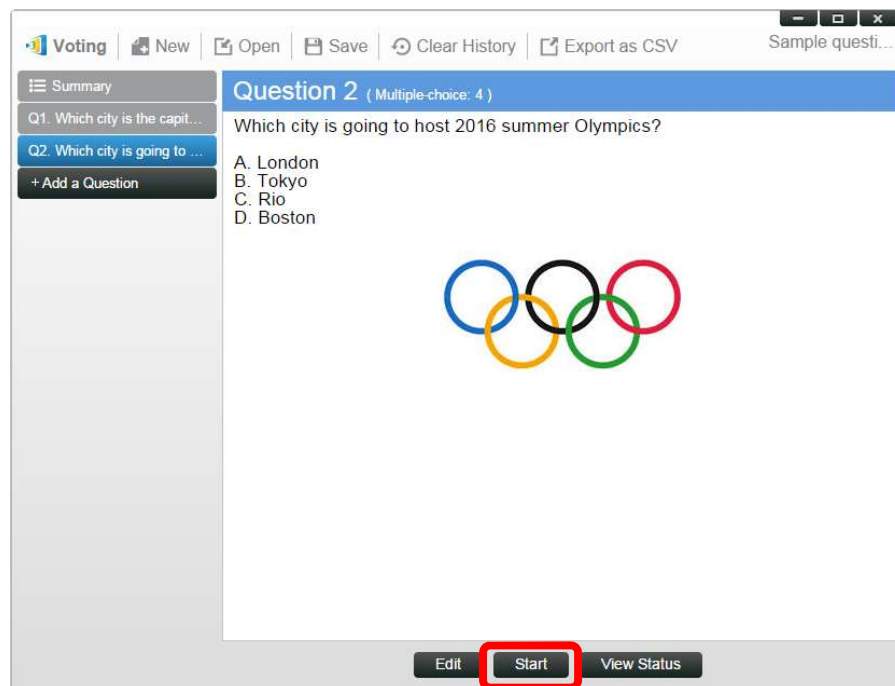 Voting New Open Save Clear History Export as CSV Sample questi...
Summary
Q1. Which city is the capit...
Q2. Which city is going to ...
+ Add a Question
Question 2 ( Multiple-choice: 4 )
Which city is going to host 2016 summer Olympics?
A. London
B. Tokyo
C. Rio
D. Boston
Edit Start View Status